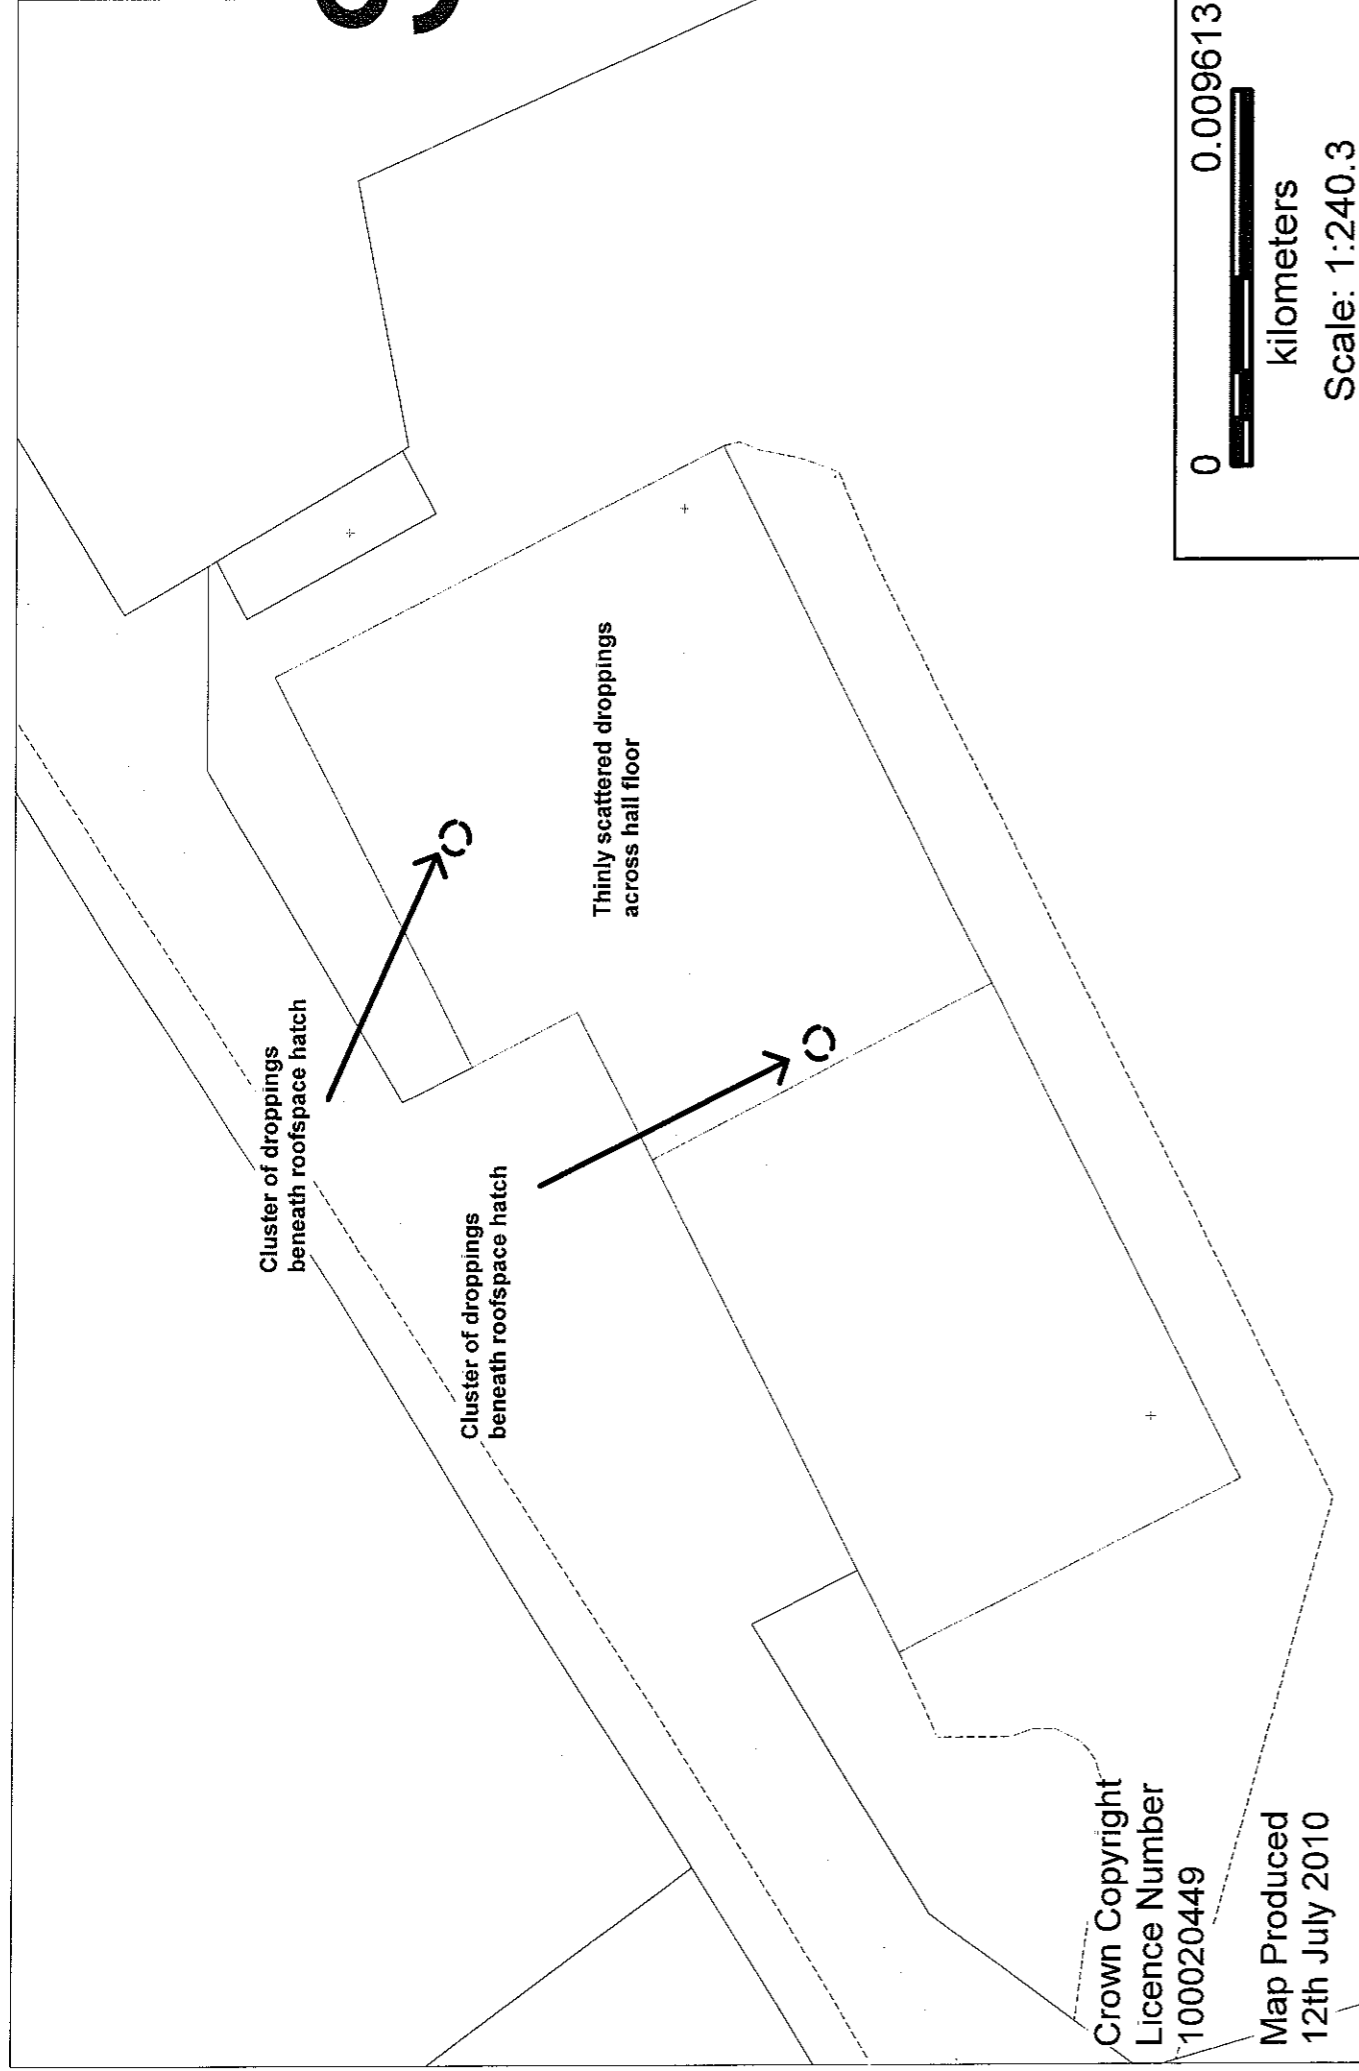 Cluster of droppings
beneath roofspace hatch
Cluster of droppings
beneath roofspace hatch
Thinly scattered droppings
across hall floor
Crown Copyright
Licence Number
100020449
Map Produced
12th July 2010
0 0.009613
kilometers
Scale: 1:240.3